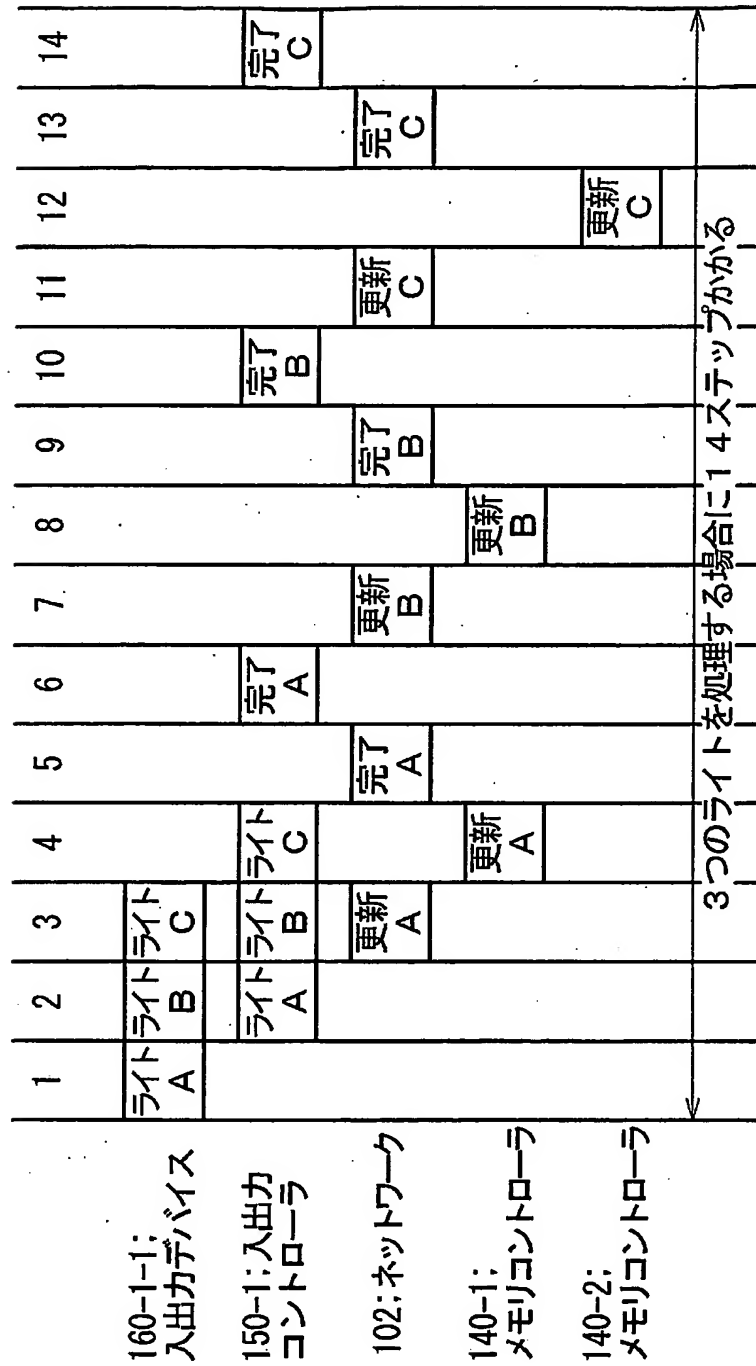 1 2 3 4 5 6 7 8 9 10 11 12 13 14
160-1-1;
入出力デバイス
ライト ライト ライト
A B C
150-1;入出力
コントローラ
ライト ライト ライト 完了 完了 完了
A B C A B C
102;ネットワーク
更新 完了 更新 完了 更新 完了
A A B B C C
140-1;
メモリコントローラ
更新 更新
A B
140-2;
メモリコントローラ
更新
C
3つのライトを処理する場合に14ステップかかる